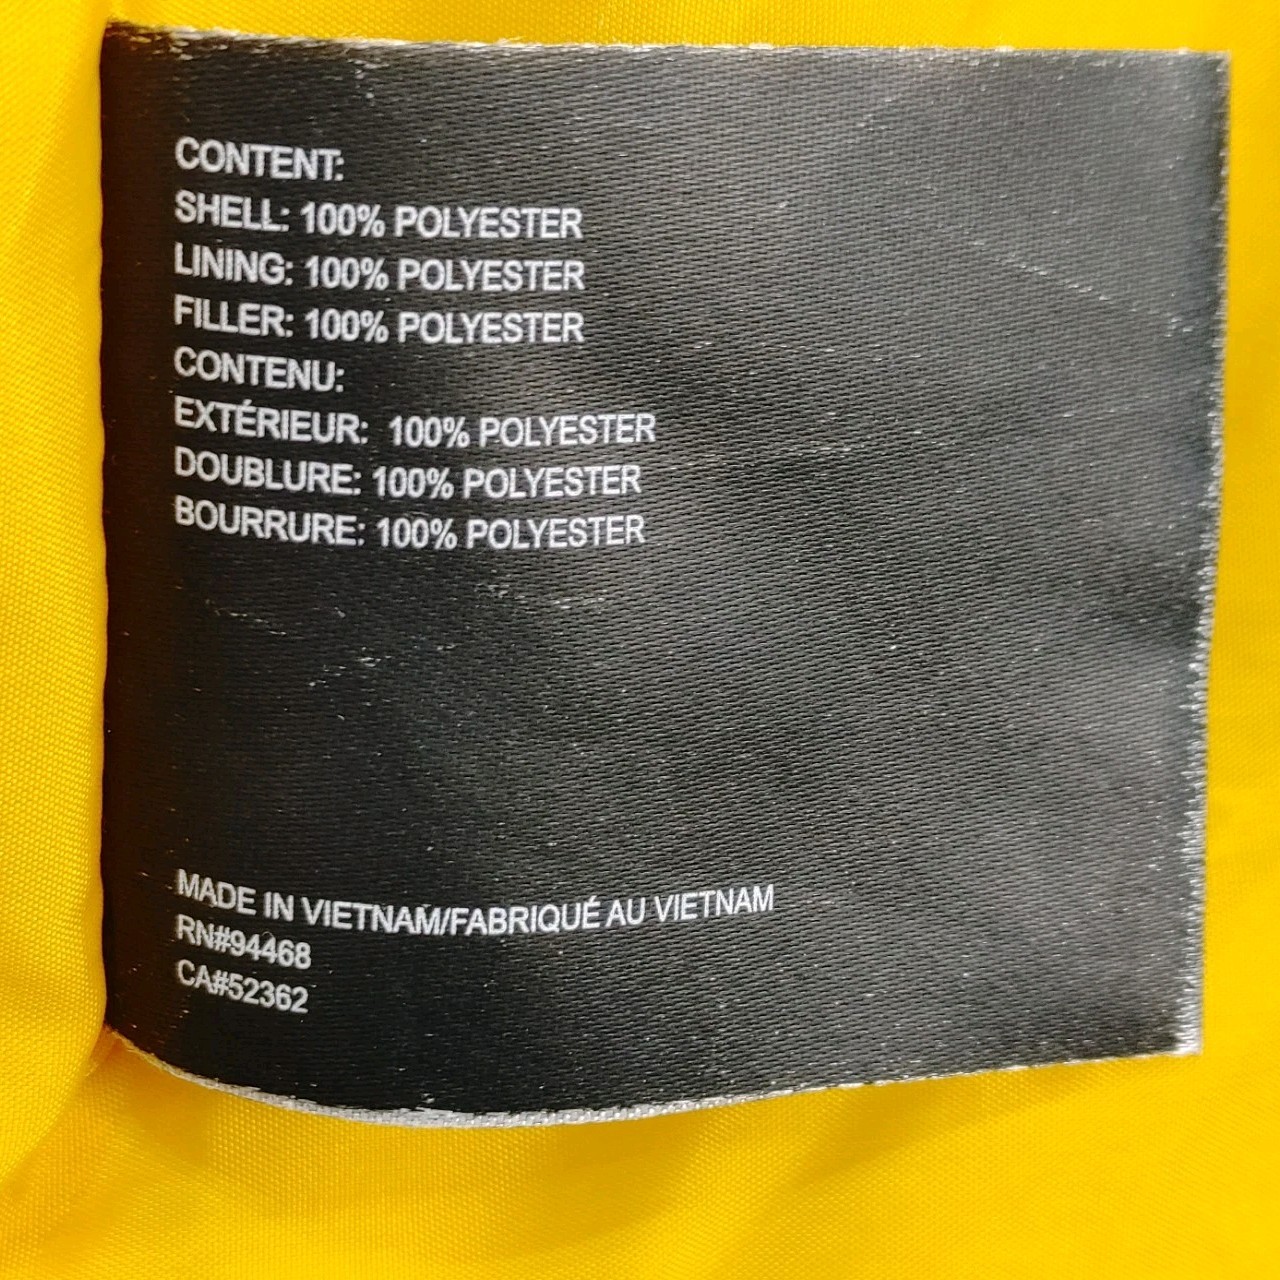 CONTENT:
SHELL: 100% POLYESTER
LINING: 100% POLYESTER
FILLER: 100% POLYESTER
CONTENU:
EXTÉRIEUR: 100% POLYESTER
DOUBLURE: 100% POLYESTER
BOURRURE: 100% POLYESTER
MADE IN VIETNAM/FABRIQUÉ AU VIETNAM
RN#94468
CA#52362